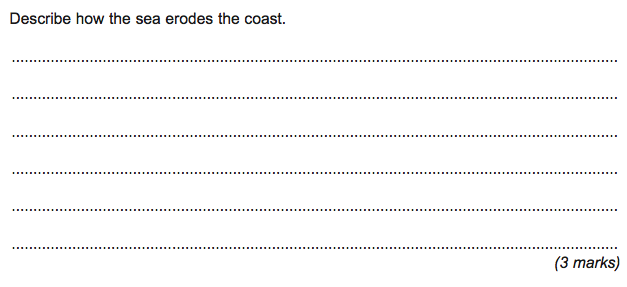 Describe how the sea erodes the coast.
(3 marks)